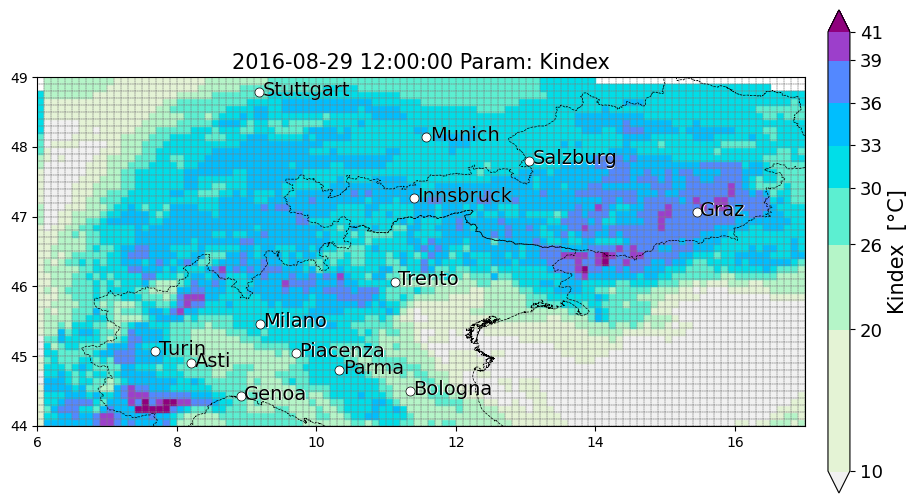 2016-08-29 12:00:00 Param: Kindex
49
48
47
46
45
44
6
8
10
12
14
16
Stuttgart
Munich
Salzburg
Innsbruck
Graz
Trento
Milano
Turin
Asti
Piacenza
Parma
Genoa
Bologna
41
39
36
33
30
26
20
10
Kindex [°C]